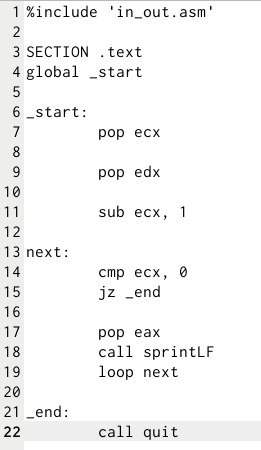 1 %include 'in_out.asm'
2
3 SECTION .text
4 global _start
5
6 _start:
7 pop ecx
8
9 pop edx
10
11 sub ecx, 1
12
13 next:
14 cmp ecx, 0
15 jz _end
16
17 pop eax
18 call sprintLF
19 loop next
20
21 _end:
22 call quit